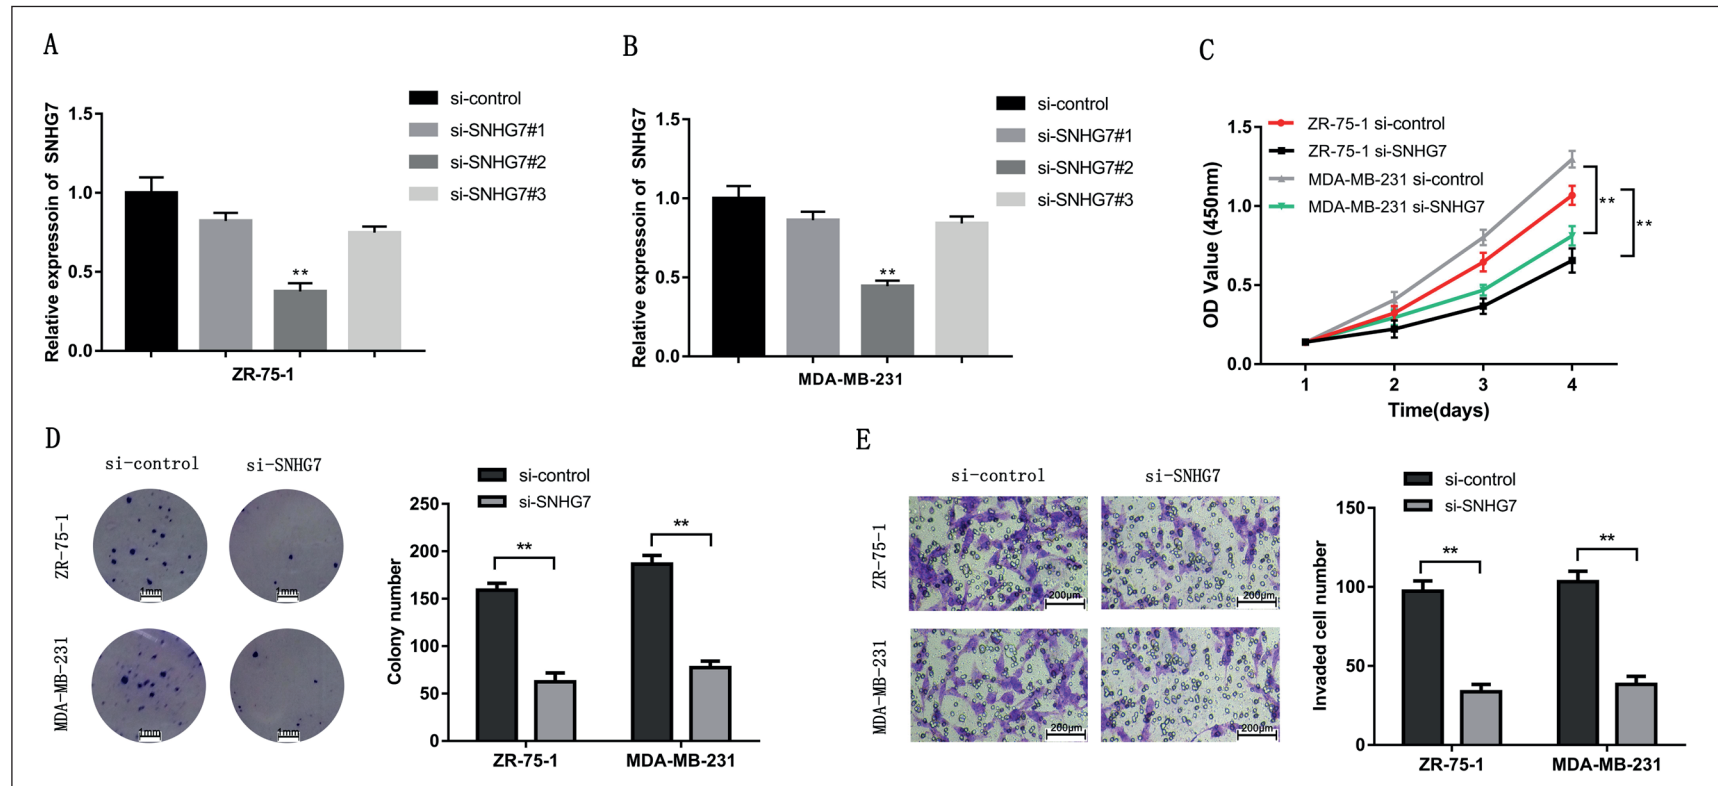 A
Relative expressoin of SNHG7
1.5
1.0
0.5
0.0
**
ZR-75-1
si-control
si-SNHG7#1
si-SNHG7#2
si-SNHG7#3
B
Relative expressoin of SNHG7
1.5
1.0
0.5
0.0
**
MDA-MB-231
si-control
si-SNHG7#1
si-SNHG7#2
si-SNHG7#3
C
OD Value (450nm)
1.5
1.0
0.5
0.0
ZR-75-1 si-control
ZR-75-1 si-SNHG7
MDA-MB-231 si-control
MDA-MB-231 si-SNHG7
**
**
1 2 3 4
Time(days)
D
si-control si-SNHG7
ZR-75-1
1mm 1mm
MDA-MB-231
1mm 1mm
si-control
si-SNHG7
Colony number
250
200
150
100
50
0
**
**
ZR-75-1 MDA-MB-231
E
si-control si-SNHG7
ZR-75-1
200μm 200μm
MDA-MB-231
200μm 200μm
si-control
si-SNHG7
Invaded cell number
150
100
50
0
**
**
ZR-75-1 MDA-MB-231